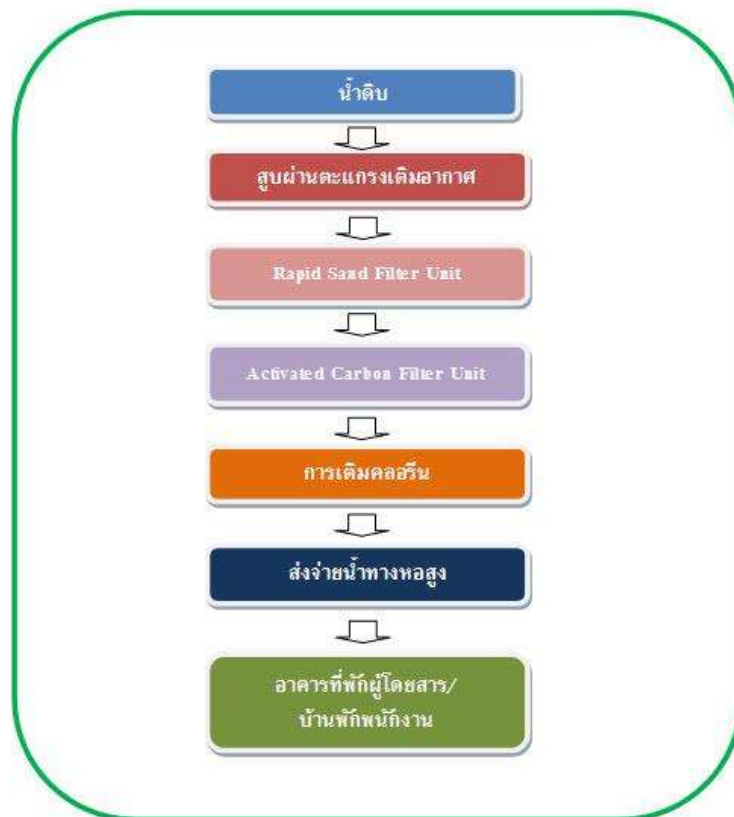 น้ำดิบ
สูบผ่านตะแกรงเติมอากาศ
Rapid Sand Filter Unit
Activated Carbon Filter Unit
การเติมคลอรีน
ส่งจ่ายน้ำทางหอสูง
อาคารที่พักผู้โดยสาร/
บ้านพักพนักงาน